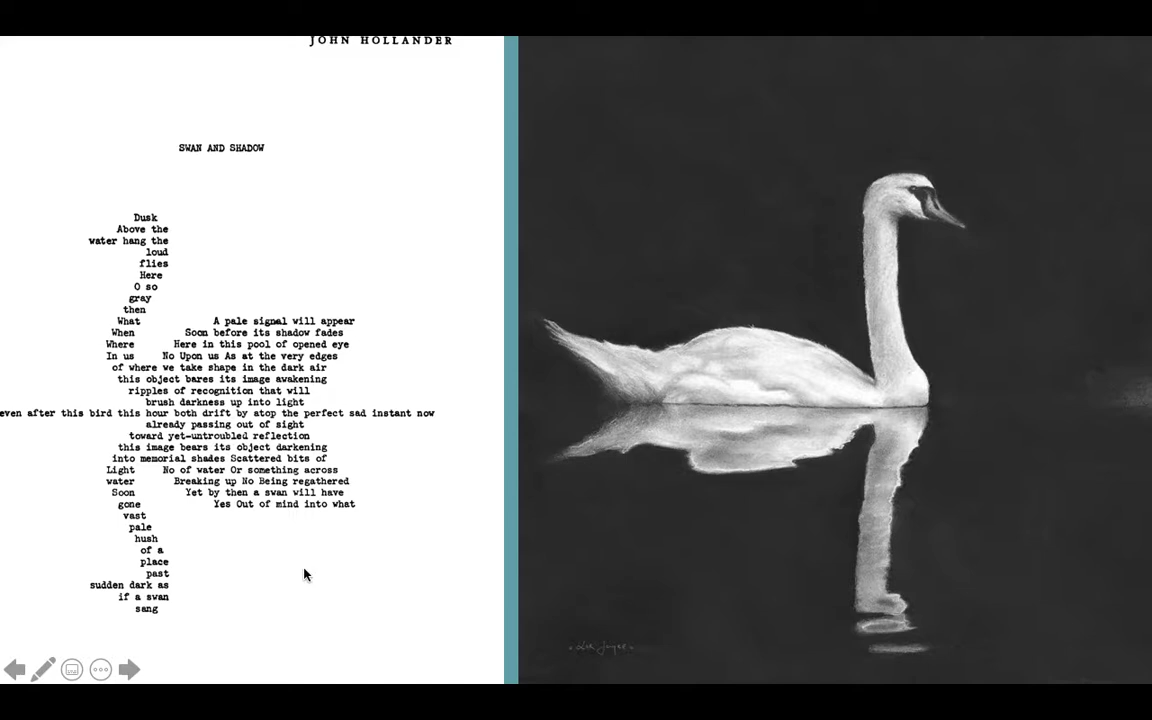 JOHN HOLLANDER
SWAN AND SHADOW
Dusk
Above the
water hang the
loud
flies
Here
O so
gray
then
What A pale signal will appear
When Soon before its shadow fades
Where Here in this pool of opened eye
In us No Upon us As at the very edges
of where we take shape in the dark air
this object bares its image awakening
ripples of recognition that will
brush darkness up into light
even after this bird this hour both drift by atop the perfect sad instant now
already passing out of sight
toward yet-untroubled reflection
this image bears its object darkening
into memorial shades Scattered bits of
Light No of water Or something across
water Breaking up No Being regathered
Soon Yet by then a swan will have
gone Yes Out of mind into what
vast
pale
hush
of a
place
past
sudden dark as
if a swan
sang